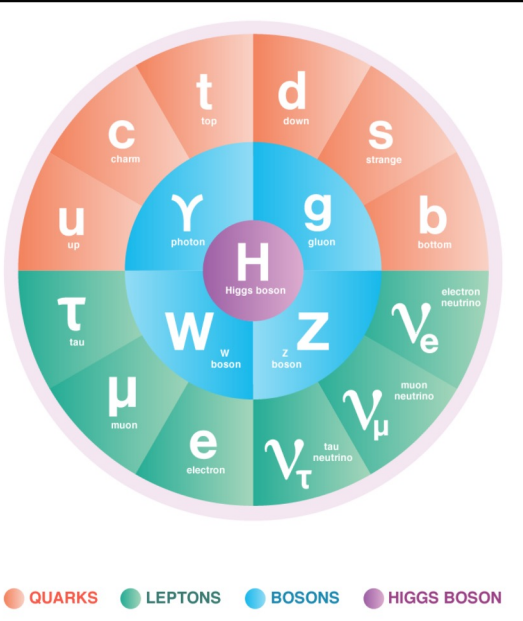 t
top
d
down
c
charm
s
strange
u
up
γ
photon
g
gluon
b
bottom
H
Higgs boson
τ
tau
W
W
boson
Z
Z
boson
νe
electron
neutrino
μ
muon
νμ
muon
neutrino
e
electron
ντ
tau
neutrino
QUARKS LEPTONS BOSONS HIGGS BOSON